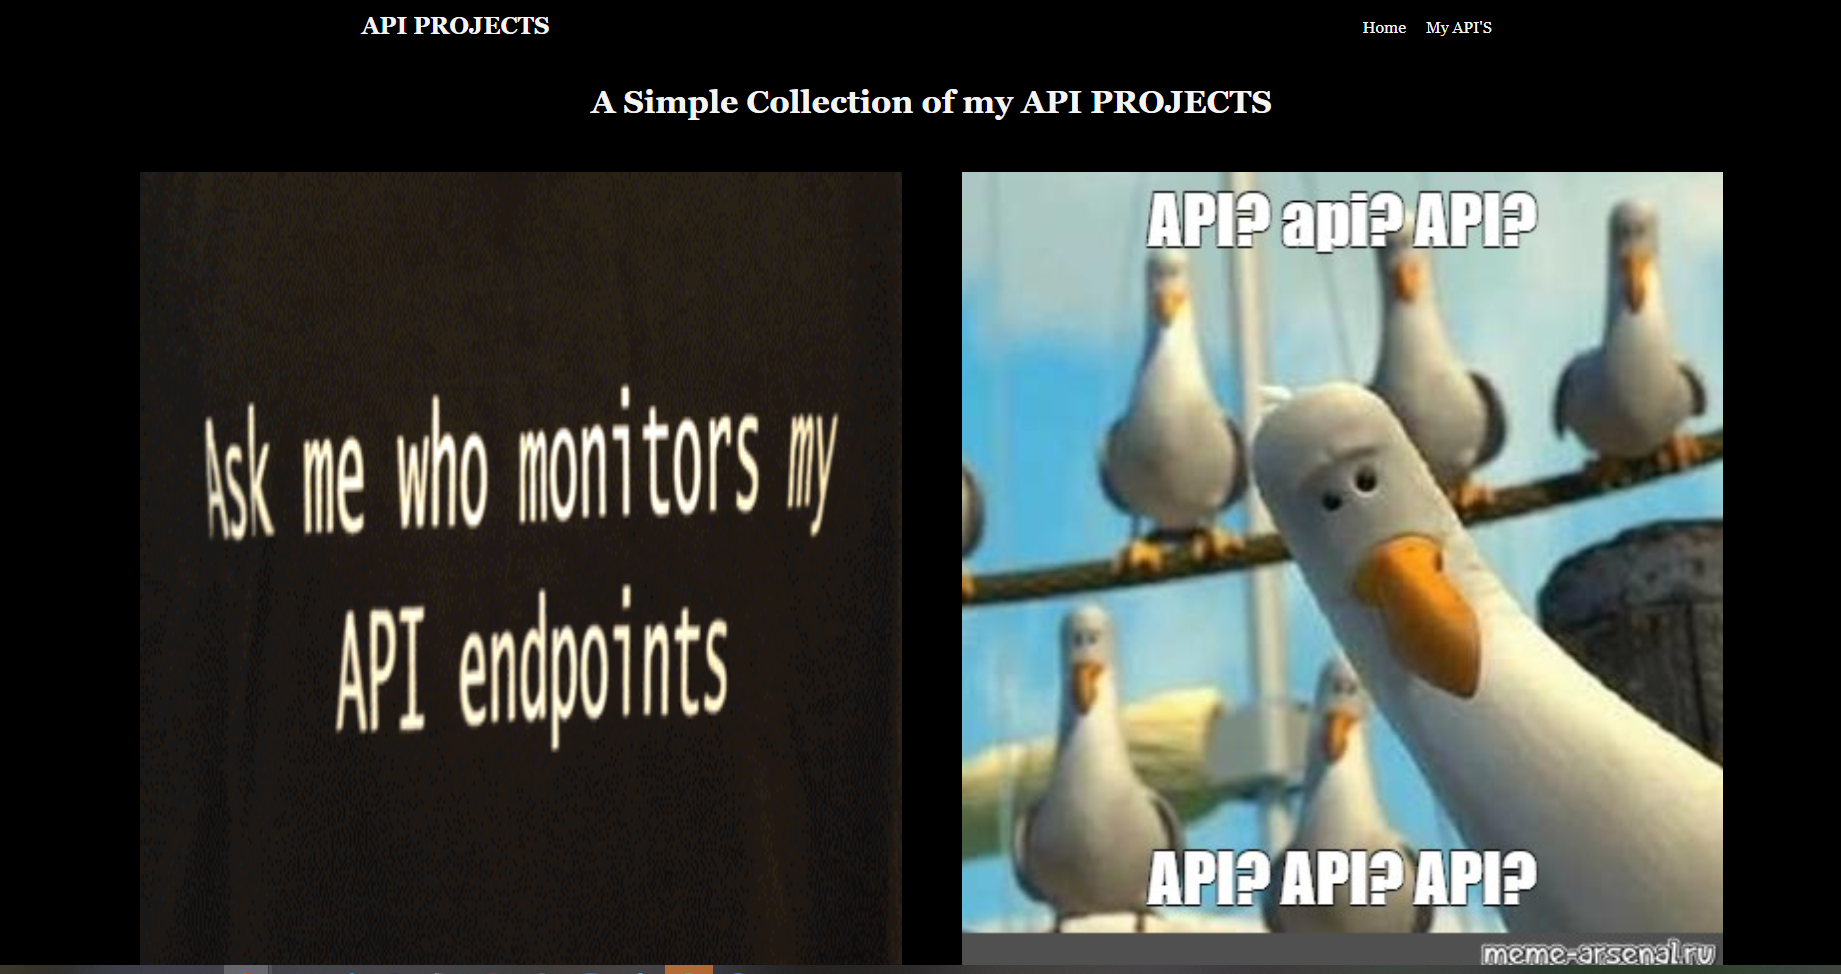 API PROJECTS
Home
My API'S
A Simple Collection of my API PROJECTS
Ask me who monitors my
API endpoints
API? api? API?
API? API? API?
meme-arsenal.ru